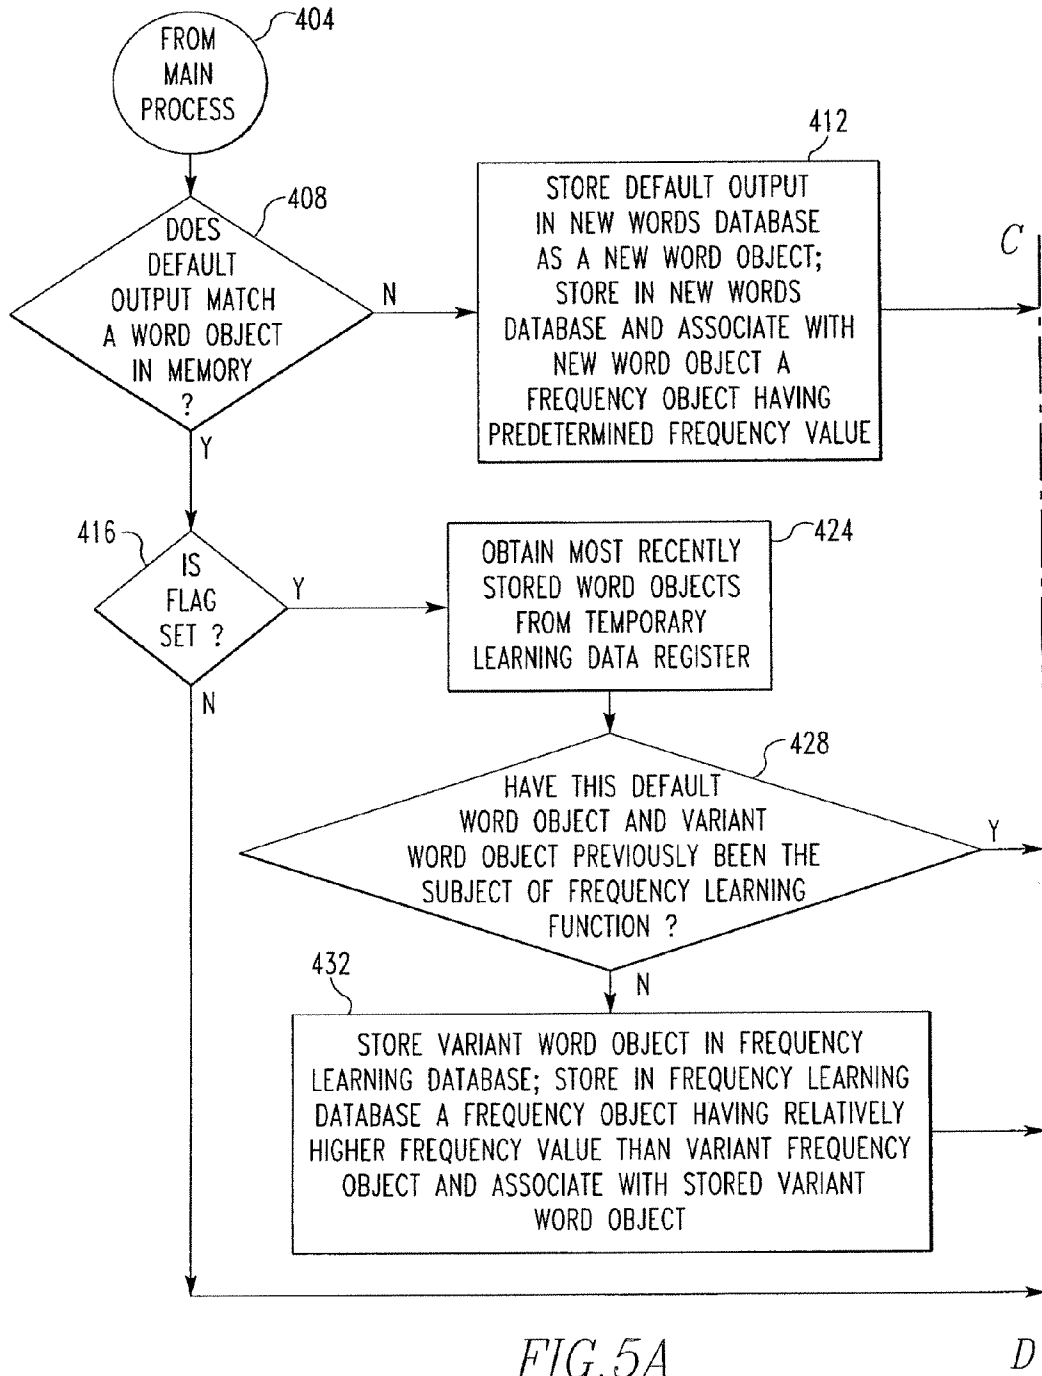 404
FROM
MAIN
PROCESS
412
408
DOES
DEFAULT
OUTPUT MATCH
A WORD OBJECT
IN MEMORY
?
N
Y
STORE DEFAULT OUTPUT
IN NEW WORDS DATABASE
AS A NEW WORD OBJECT;
STORE IN NEW WORDS
DATABASE AND ASSOCIATE WITH
NEW WORD OBJECT A
FREQUENCY OBJECT HAVING
PREDETERMINED FREQUENCY VALUE
C
416
IS
FLAG
SET ?
Y
N
424
OBTAIN MOST RECENTLY
STORED WORD OBJECTS
FROM TEMPORARY
LEARNING DATA REGISTER
428
HAVE THIS DEFAULT
WORD OBJECT AND VARIANT
WORD OBJECT PREVIOUSLY BEEN THE
SUBJECT OF FREQUENCY LEARNING
FUNCTION ?
Y
N
432
STORE VARIANT WORD OBJECT IN FREQUENCY
LEARNING DATABASE; STORE IN FREQUENCY LEARNING
DATABASE A FREQUENCY OBJECT HAVING RELATIVELY
HIGHER FREQUENCY VALUE THAN VARIANT FREQUENCY
OBJECT AND ASSOCIATE WITH STORED VARIANT
WORD OBJECT
FIG.5A
D